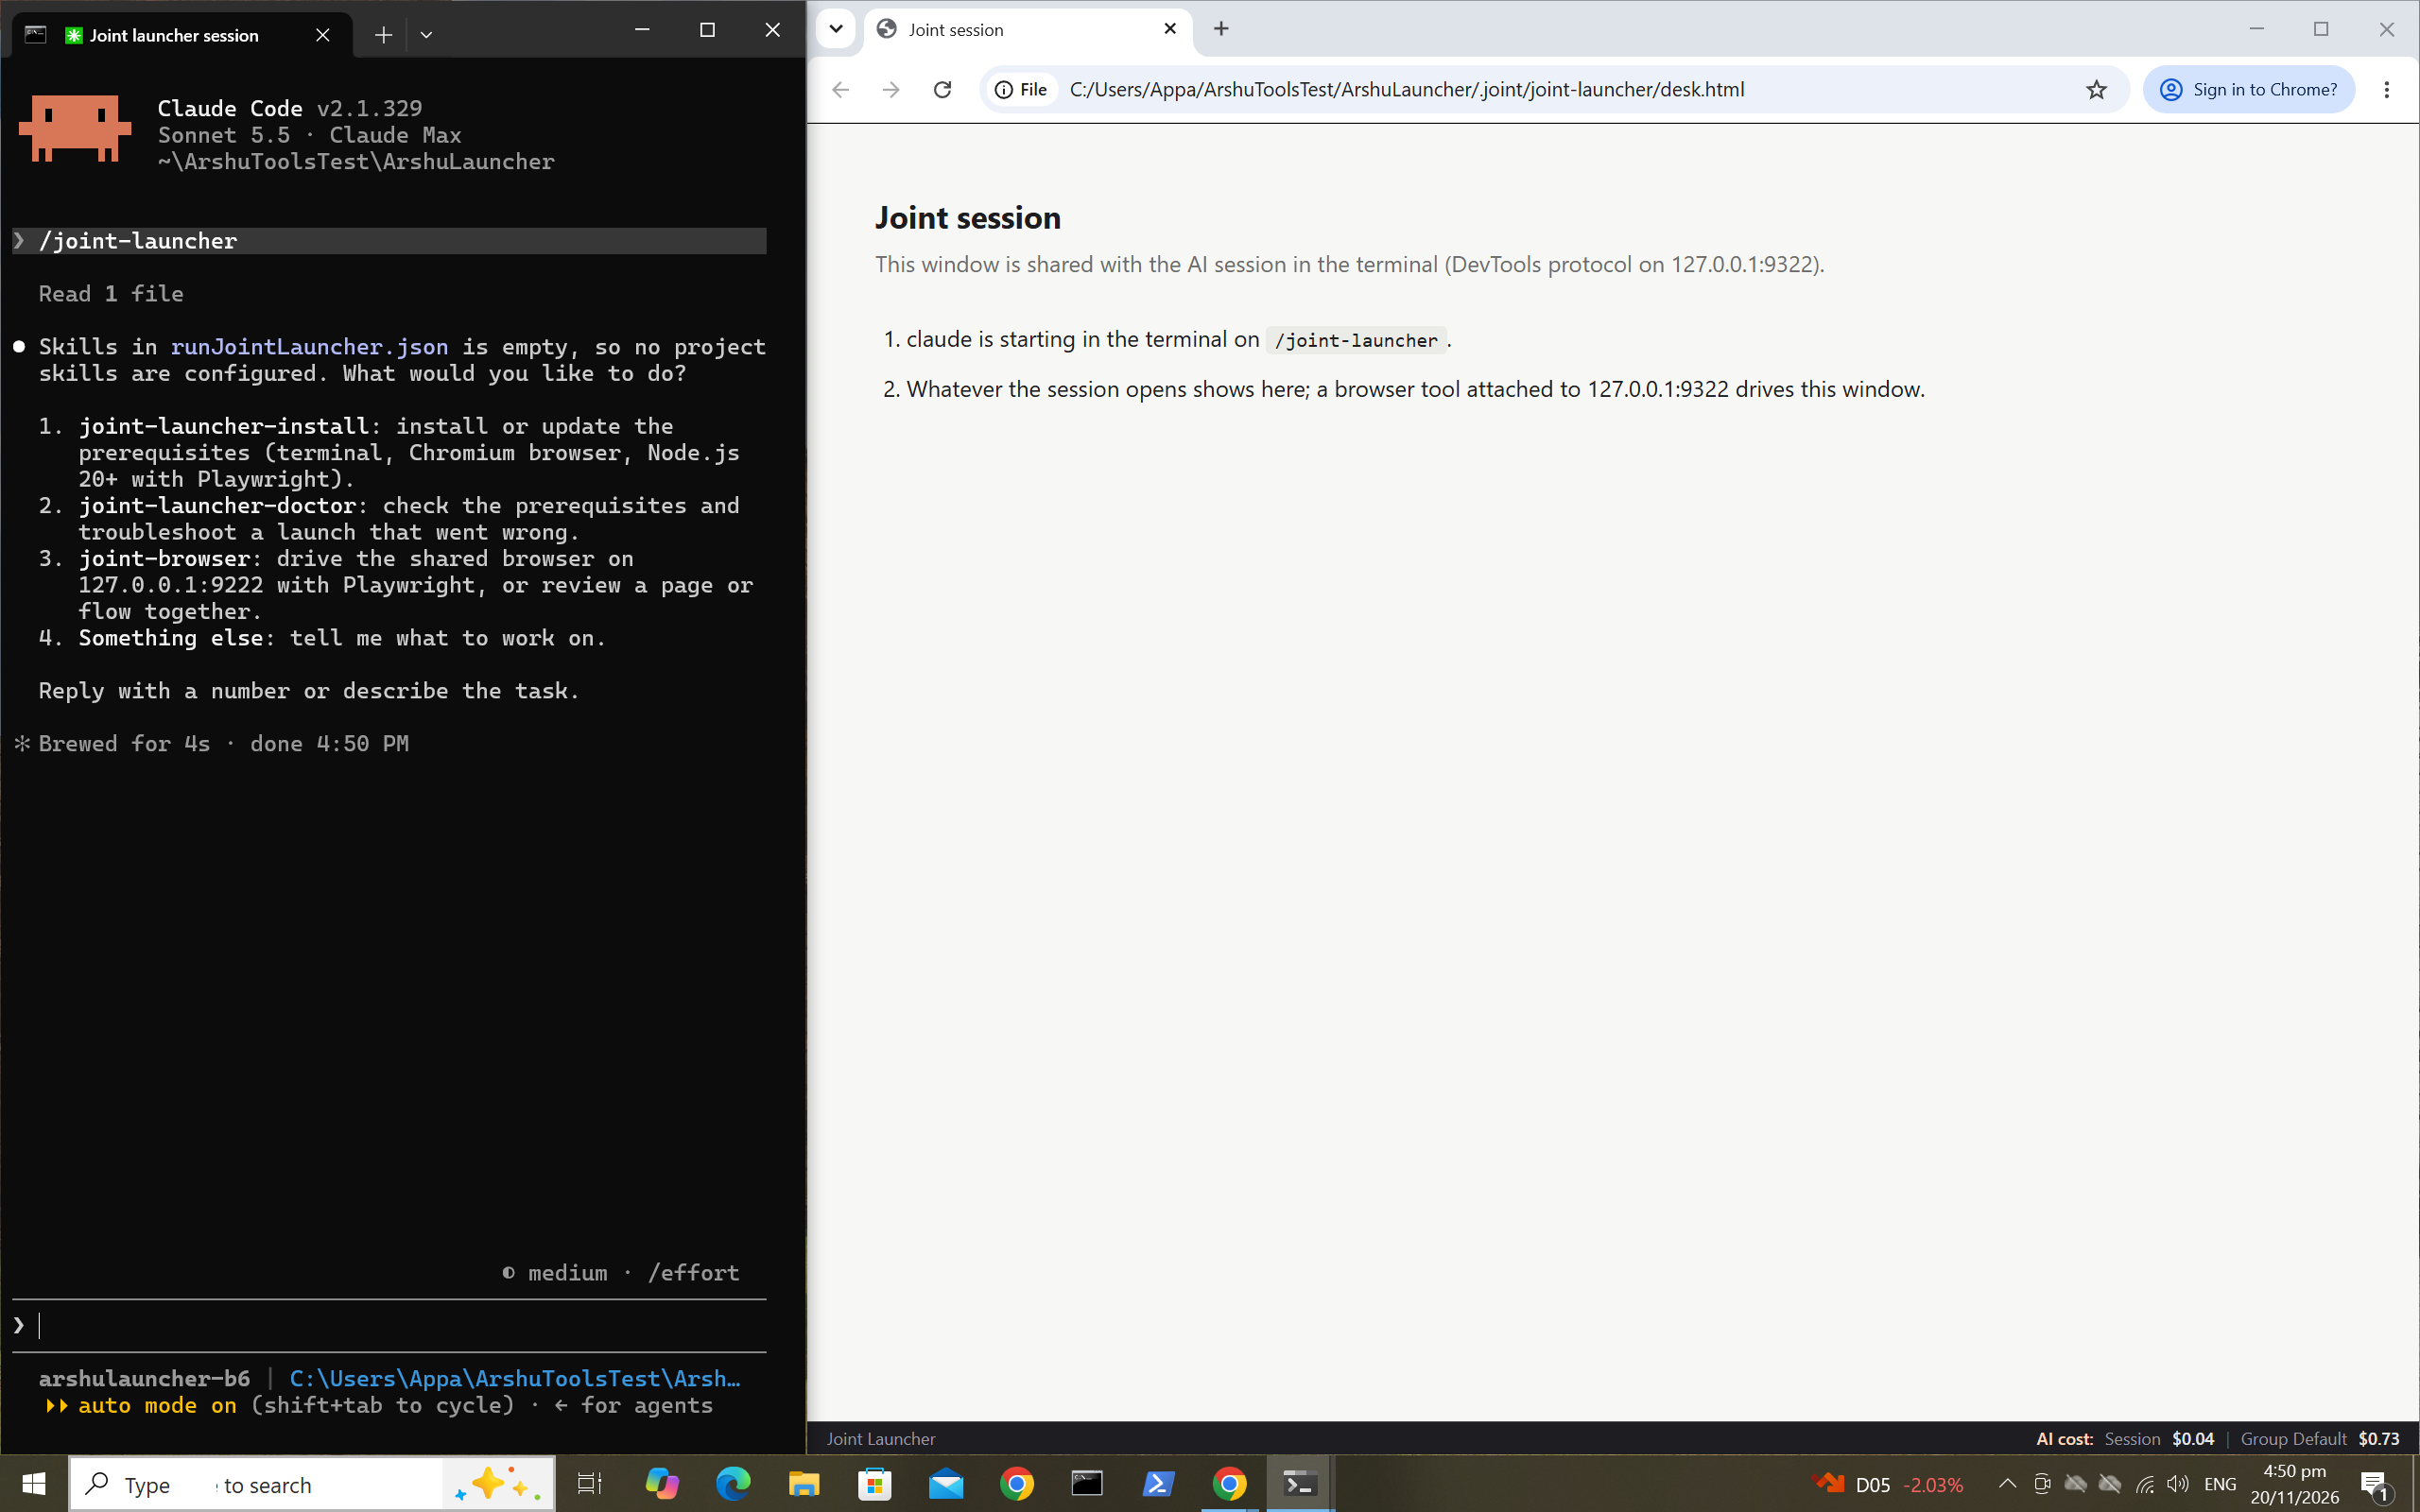 Joint launcher session
Claude Code v2.1.329
Sonnet 5.5 · Claude Max
~\ArshuToolsTest\ArshuLauncher
❯ /joint-launcher
Read 1 file
● Skills in runJointLauncher.json is empty, so no project
skills are configured. What would you like to do?
1. joint-launcher-install: install or update the
prerequisites (terminal, Chromium browser, Node.js
20+ with Playwright).
2. joint-launcher-doctor: check the prerequisites and
troubleshoot a launch that went wrong.
3. joint-browser: drive the shared browser on
127.0.0.1:9222 with Playwright, or review a page or
flow together.
4. Something else: tell me what to work on.
Reply with a number or describe the task.
✻ Brewed for 4s · done 4:50 PM
◐ medium · /effort
❯
arshulauncher-b6 | C:\Users\Appa\ArshuToolsTest\Arsh…
⏵⏵ auto mode on (shift+tab to cycle) · ← for agents
Joint session
File C:/Users/Appa/ArshuToolsTest/ArshuLauncher/.joint/joint-launcher/desk.html
Sign in to Chrome?
Joint session
This window is shared with the AI session in the terminal (DevTools protocol on 127.0.0.1:9322).
1. claude is starting in the terminal on /joint-launcher.
2. Whatever the session opens shows here; a browser tool attached to 127.0.0.1:9322 drives this window.
Joint Launcher
AI cost: Session $0.04 | Group Default $0.73
Type to search
D05 -2.03%
ENG
4:50 pm
20/11/2026
1